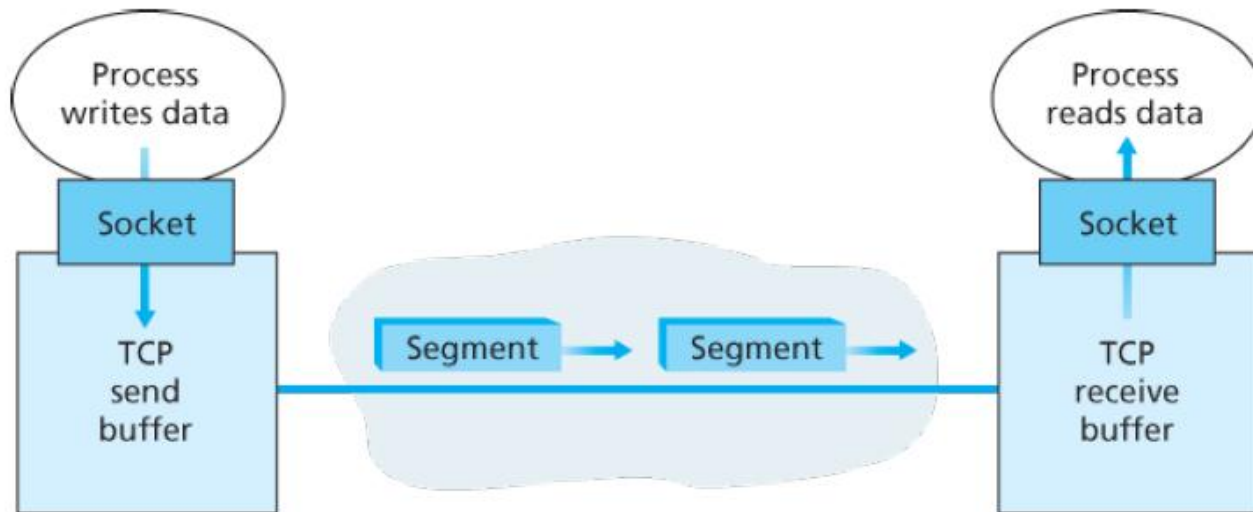 Process
writes data
Process
reads data
Socket
Socket
Segment
Segment
TCP
send
buffer
TCP
receive
buffer